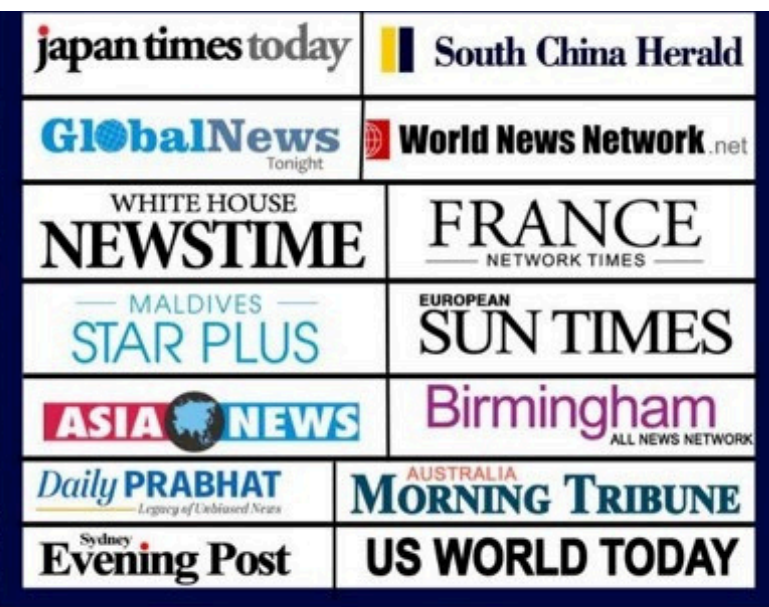 japan times today
South China Herald
GlobalNews
Tonight
World News Network.net
WHITE HOUSE
NEWSTIME
FRANCE
NETWORK TIMES
MALDIVES
STAR PLUS
EUROPEAN
SUN TIMES
ASIA NEWS
Birmingham
ALL NEWS NETWORK
Daily PRABHAT
Legacy of Unbiased News
AUSTRALIA
MORNING TRIBUNE
Sydney
Evening Post
US WORLD TODAY